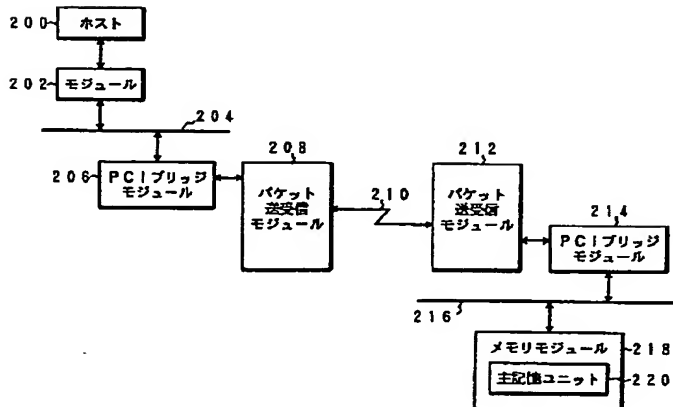 200
ホスト
202
モジュール
204
206
PCIブリッジ
モジュール
208
パケット
送受信
モジュール
210
212
パケット
送受信
モジュール
214
PCIブリッジ
モジュール
216
メモリモジュール
218
主記憶ユニット
220